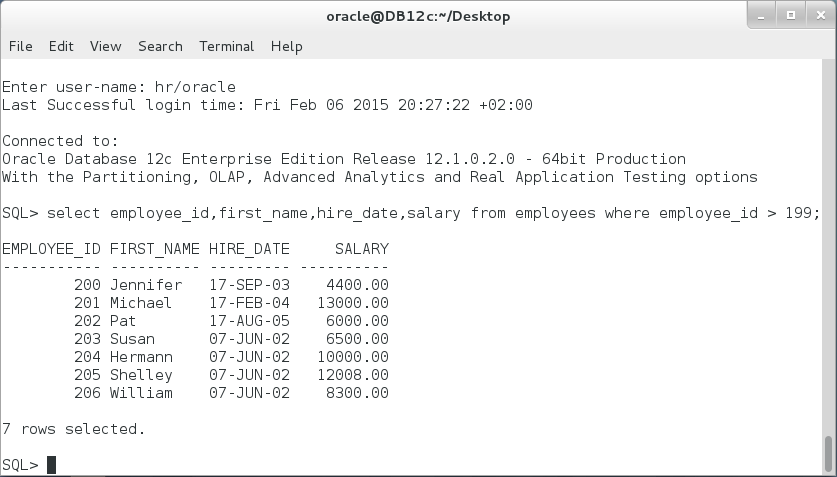 oracle@DB12c:~/Desktop
File Edit View Search Terminal Help
Enter user-name: hr/oracle
Last Successful login time: Fri Feb 06 2015 20:27:22 +02:00
Connected to:
Oracle Database 12c Enterprise Edition Release 12.1.0.2.0 - 64bit Production
With the Partitioning, OLAP, Advanced Analytics and Real Application Testing options
SQL> select employee_id,first_name,hire_date,salary from employees where employee_id > 199;
EMPLOYEE_ID FIRST_NAME HIRE_DATE     SALARY
----------- ---------- --------- ----------
        200 Jennifer   17-SEP-03    4400.00
        201 Michael    17-FEB-04   13000.00
        202 Pat        17-AUG-05    6000.00
        203 Susan      07-JUN-02    6500.00
        204 Hermann    07-JUN-02   10000.00
        205 Shelley    07-JUN-02   12008.00
        206 William    07-JUN-02    8300.00
7 rows selected.
SQL>